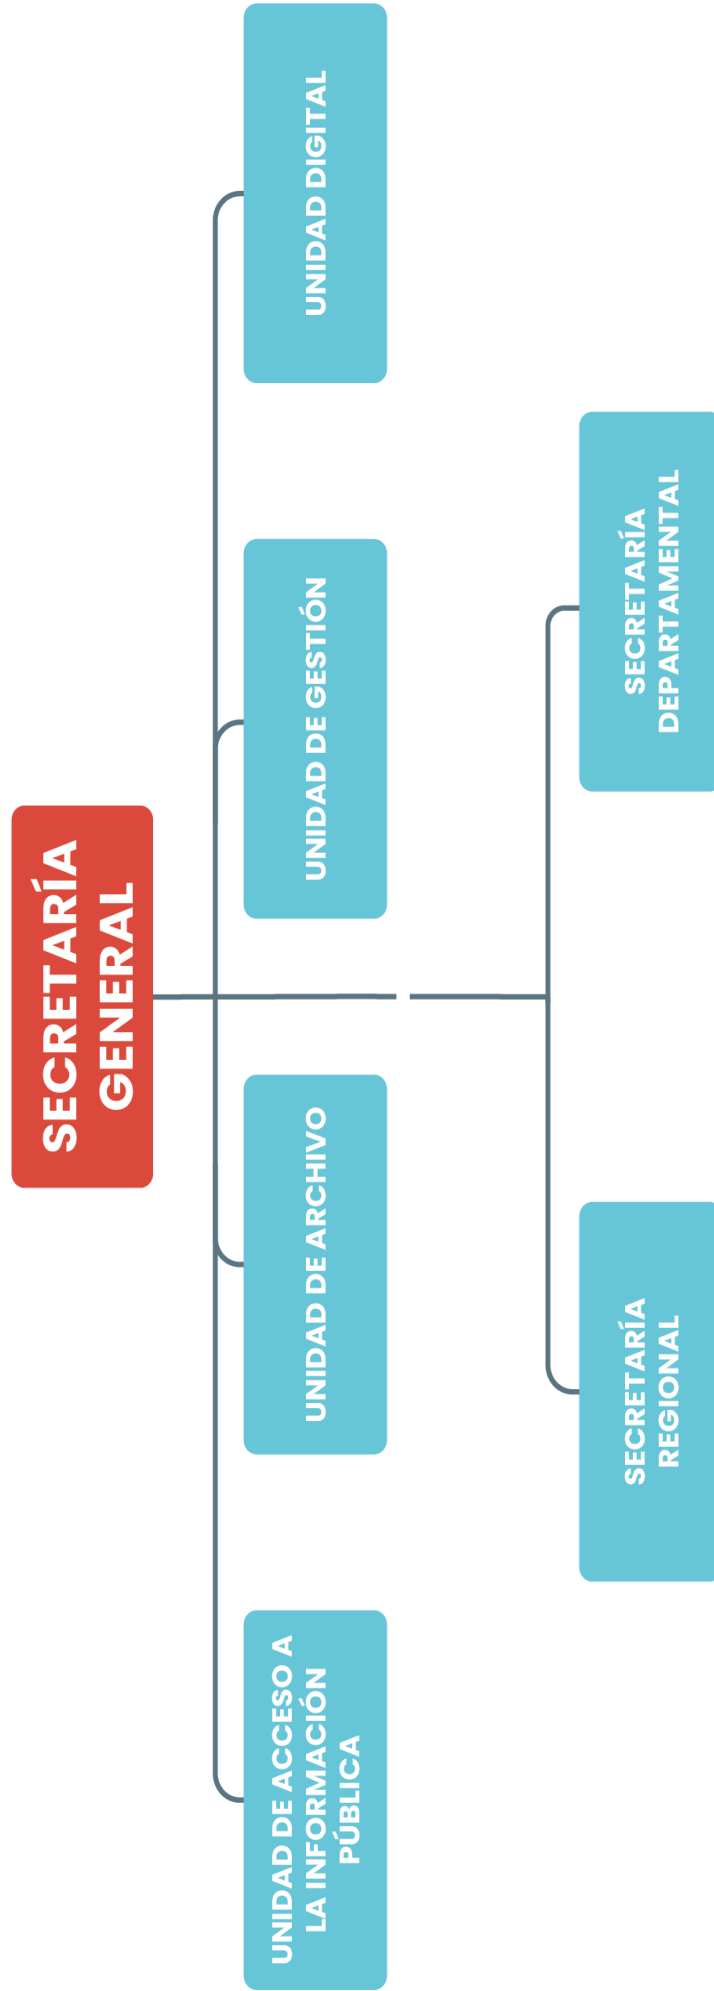 SECRETARÍA
GENERAL
UNIDAD DE ACCESO A
LA INFORMACIÓN
PÚBLICA
UNIDAD DE ARCHIVO
UNIDAD DE GESTIÓN
UNIDAD DIGITAL
SECRETARÍA
REGIONAL
SECRETARÍA
DEPARTAMENTAL